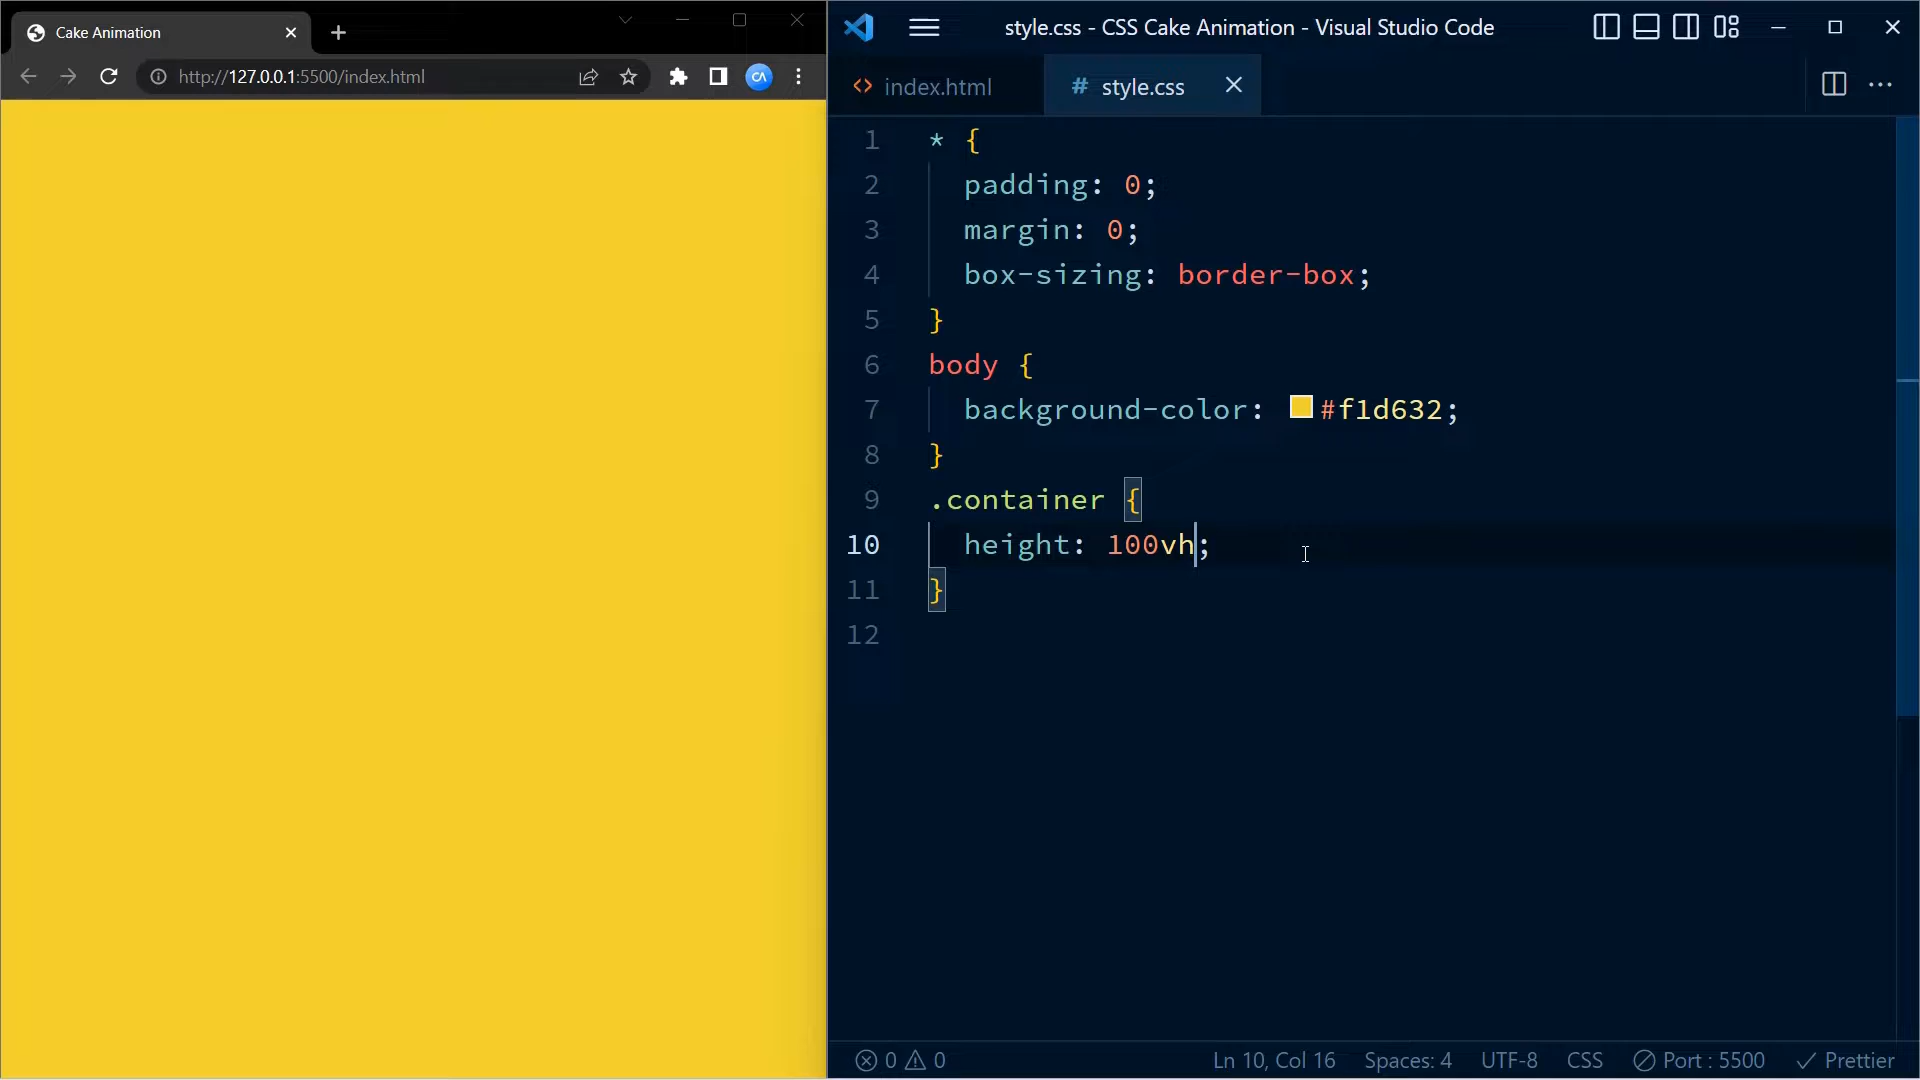 Cake Animation
http://127.0.0.1:5500/index.html
CA
style.css - CSS Cake Animation - Visual Studio Code
index.html
# style.css
1 * {
2 padding: 0;
3 margin: 0;
4 box-sizing: border-box;
5 }
6 body {
7 background-color: #f1d632;
8 }
9 .container {
10 height: 100vh;
11 }
12
0 0
Ln 10, Col 16 Spaces: 4 UTF-8 CSS Port : 5500 Prettier